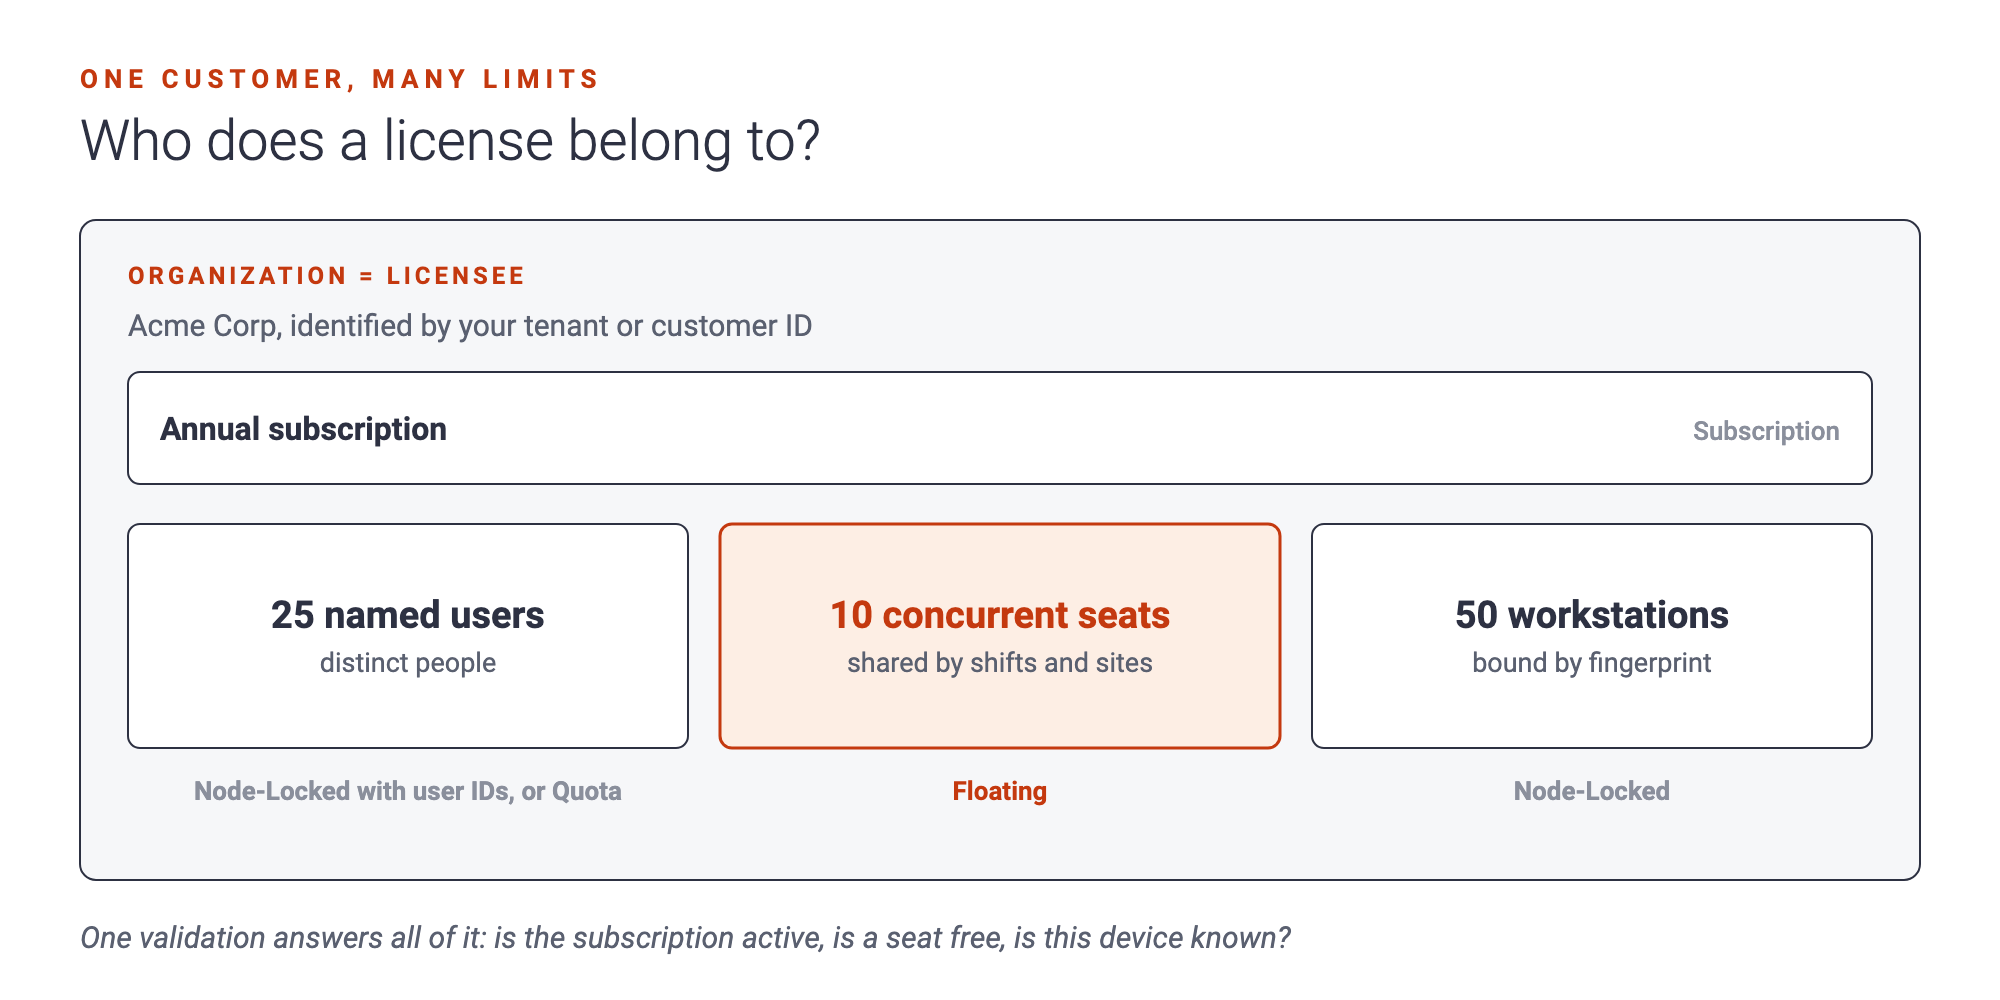 ONE CUSTOMER, MANY LIMITS
Who does a license belong to?
ORGANIZATION = LICENSEE
Acme Corp, identified by your tenant or customer ID
Annual subscription
Subscription
25 named users
distinct people
Node-Locked with user IDs, or Quota
10 concurrent seats
shared by shifts and sites
Floating
50 workstations
bound by fingerprint
Node-Locked
One validation answers all of it: is the subscription active, is a seat free, is this device known?